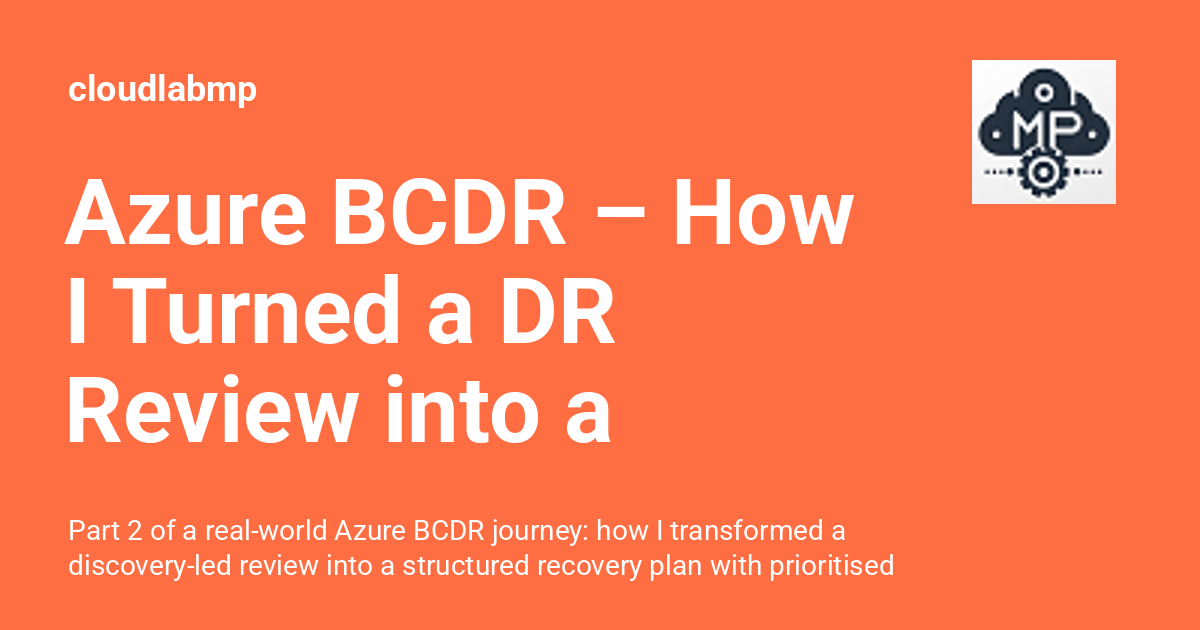 cloudlabmp
MP
Azure BCDR – How
I Turned a DR
Review into a
Part 2 of a real-world Azure BCDR journey: how I transformed a
discovery-led review into a structured recovery plan with prioritised